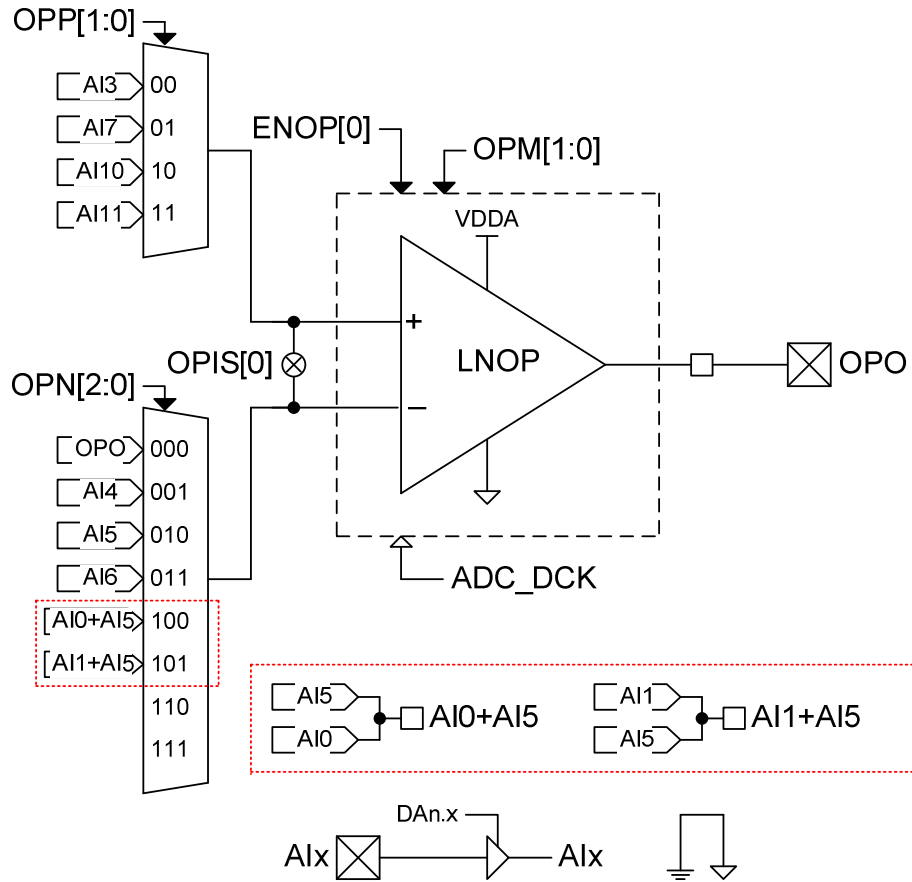 OPP[1:0]
AI3 00
AI7 01
AI10 10
AI11 11
ENOP[0]
OPM[1:0]
VDDA
+
LNOP
−
OPO
OPIS[0]
OPN[2:0]
OPO 000
AI4 001
AI5 010
AI6 011
[AI0+AI5 100
[AI1+AI5 101
110
111
ADC_DCK
AI5
AI0
AI0+AI5
AI1
AI5
AI1+AI5
DAn.x
AIx
AIx